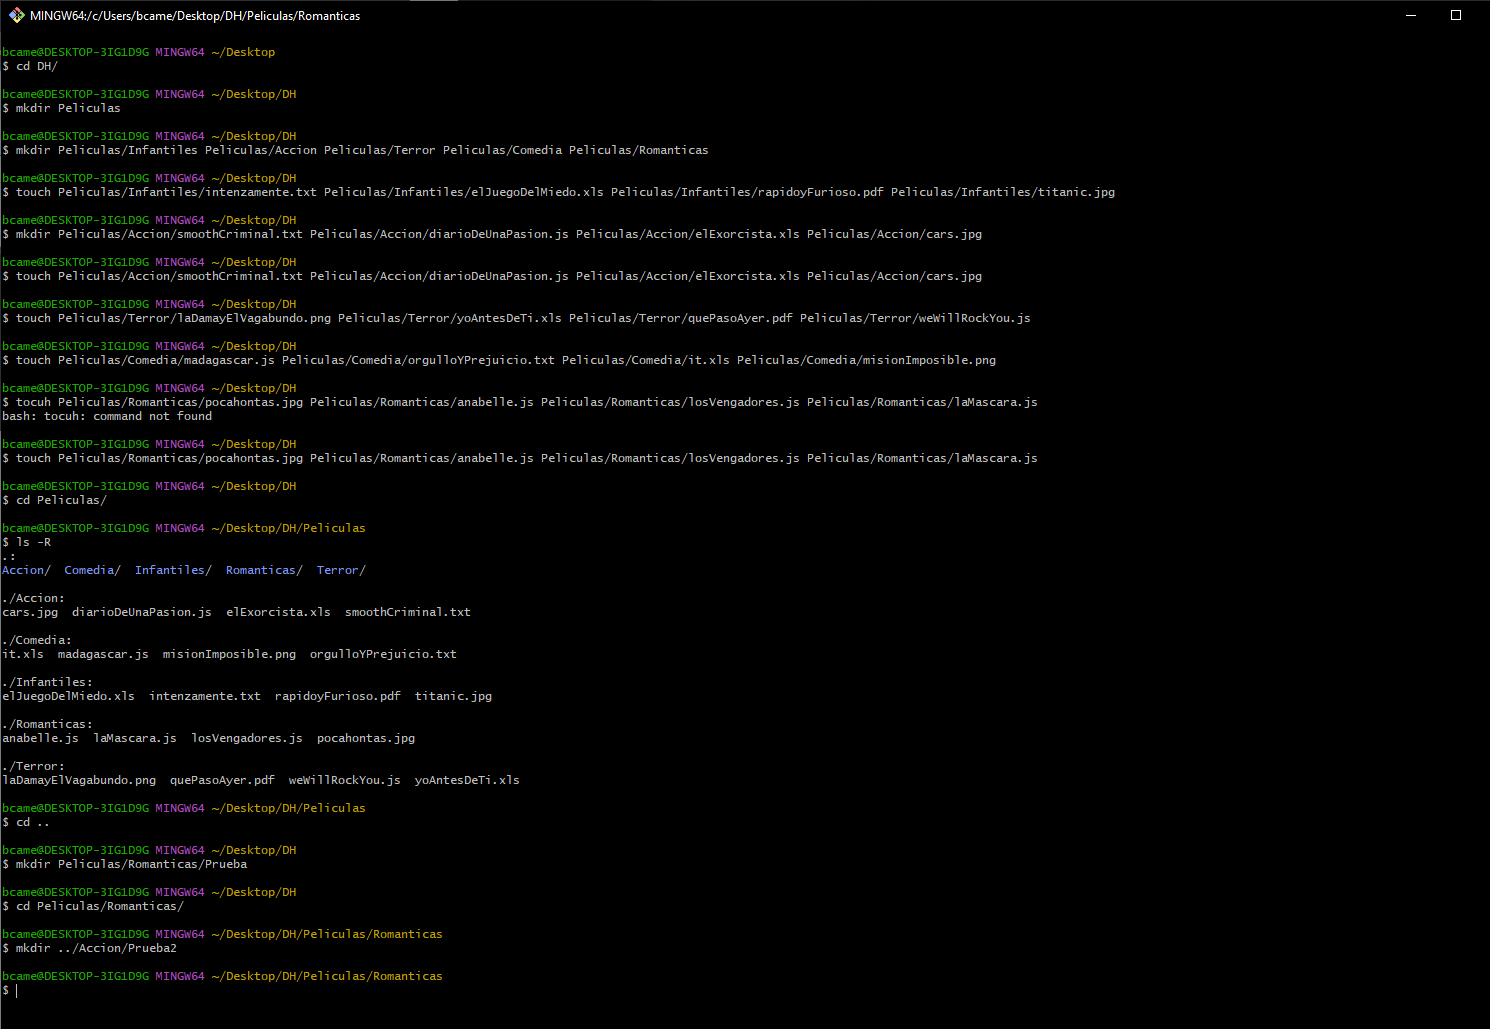 MINGW64:/c/Users/bcame/Desktop/DH/Peliculas/Romanticas
bcame@DESKTOP-3IG1D9G MINGW64 ~/Desktop
$ cd DH/
bcame@DESKTOP-3IG1D9G MINGW64 ~/Desktop/DH
$ mkdir Peliculas
bcame@DESKTOP-3IG1D9G MINGW64 ~/Desktop/DH
$ mkdir Peliculas/Infantiles Peliculas/Accion Peliculas/Terror Peliculas/Comedia Peliculas/Romanticas
bcame@DESKTOP-3IG1D9G MINGW64 ~/Desktop/DH
$ touch Peliculas/Infantiles/intenzamente.txt Peliculas/Infantiles/elJuegoDelMiedo.xls Peliculas/Infantiles/rapidoyFurioso.pdf Peliculas/Infantiles/titanic.jpg
bcame@DESKTOP-3IG1D9G MINGW64 ~/Desktop/DH
$ mkdir Peliculas/Accion/smoothCriminal.txt Peliculas/Accion/diarioDeUnaPasion.js Peliculas/Accion/elExorcista.xls Peliculas/Accion/cars.jpg
bcame@DESKTOP-3IG1D9G MINGW64 ~/Desktop/DH
$ touch Peliculas/Accion/smoothCriminal.txt Peliculas/Accion/diarioDeUnaPasion.js Peliculas/Accion/elExorcista.xls Peliculas/Accion/cars.jpg
bcame@DESKTOP-3IG1D9G MINGW64 ~/Desktop/DH
$ touch Peliculas/Terror/laDamayElVagabundo.png Peliculas/Terror/yoAntesDeTi.xls Peliculas/Terror/quePasoAyer.pdf Peliculas/Terror/weWillRockYou.js
bcame@DESKTOP-3IG1D9G MINGW64 ~/Desktop/DH
$ touch Peliculas/Comedia/madagascar.js Peliculas/Comedia/orgulloYPrejuicio.txt Peliculas/Comedia/it.xls Peliculas/Comedia/misionImposible.png
bcame@DESKTOP-3IG1D9G MINGW64 ~/Desktop/DH
$ tocuh Peliculas/Romanticas/pocahontas.jpg Peliculas/Romanticas/anabelle.js Peliculas/Romanticas/losVengadores.js Peliculas/Romanticas/laMascara.js
bash: tocuh: command not found
bcame@DESKTOP-3IG1D9G MINGW64 ~/Desktop/DH
$ touch Peliculas/Romanticas/pocahontas.jpg Peliculas/Romanticas/anabelle.js Peliculas/Romanticas/losVengadores.js Peliculas/Romanticas/laMascara.js
bcame@DESKTOP-3IG1D9G MINGW64 ~/Desktop/DH
$ cd Peliculas/
bcame@DESKTOP-3IG1D9G MINGW64 ~/Desktop/DH/Peliculas
$ ls -R
.:
Accion/  Comedia/  Infantiles/  Romanticas/  Terror/
./Accion:
cars.jpg  diarioDeUnaPasion.js  elExorcista.xls  smoothCriminal.txt
./Comedia:
it.xls  madagascar.js  misionImposible.png  orgulloYPrejuicio.txt
./Infantiles:
elJuegoDelMiedo.xls  intenzamente.txt  rapidoyFurioso.pdf  titanic.jpg
./Romanticas:
anabelle.js  laMascara.js  losVengadores.js  pocahontas.jpg
./Terror:
laDamayElVagabundo.png  quePasoAyer.pdf  weWillRockYou.js  yoAntesDeTi.xls
bcame@DESKTOP-3IG1D9G MINGW64 ~/Desktop/DH/Peliculas
$ cd ..
bcame@DESKTOP-3IG1D9G MINGW64 ~/Desktop/DH
$ mkdir Peliculas/Romanticas/Prueba
bcame@DESKTOP-3IG1D9G MINGW64 ~/Desktop/DH
$ cd Peliculas/Romanticas/
bcame@DESKTOP-3IG1D9G MINGW64 ~/Desktop/DH/Peliculas/Romanticas
$ mkdir ../Accion/Prueba2
bcame@DESKTOP-3IG1D9G MINGW64 ~/Desktop/DH/Peliculas/Romanticas
$